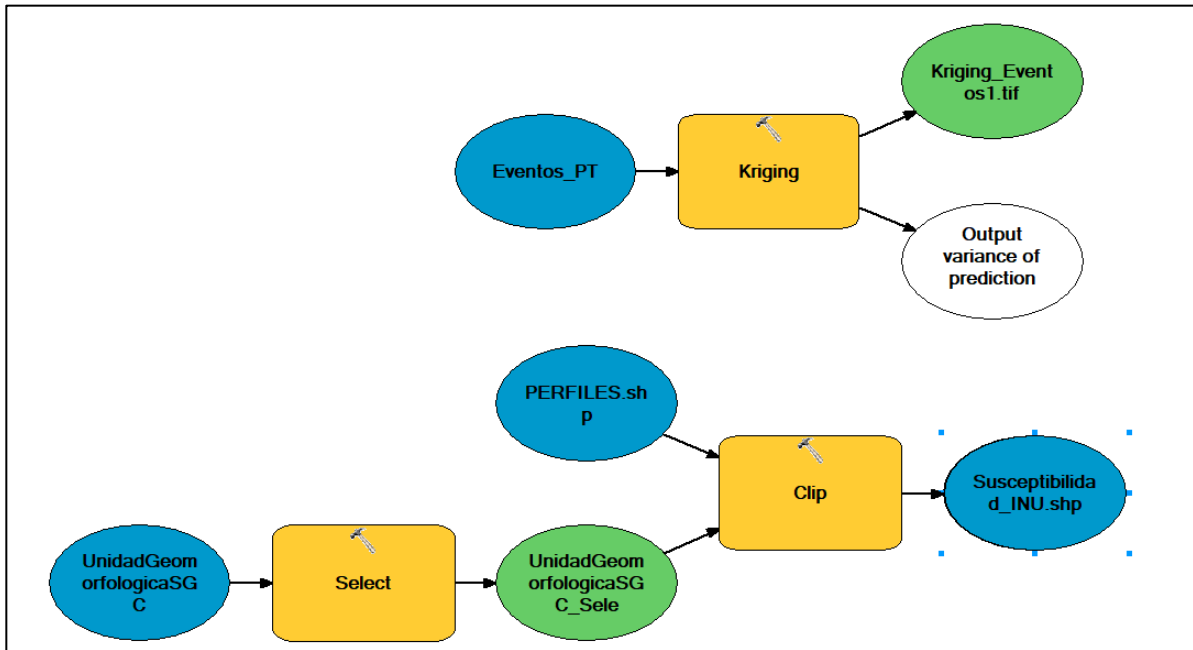 Kriging_Event
os1.tif
Eventos_PT
Kriging
Output
variance of
prediction
PERFILES.sh
p
Clip
Susceptibilida
d_INU.shp
UnidadGeom
orfologicaSG
C
Select
UnidadGeom
orfologicaSG
C_Sele